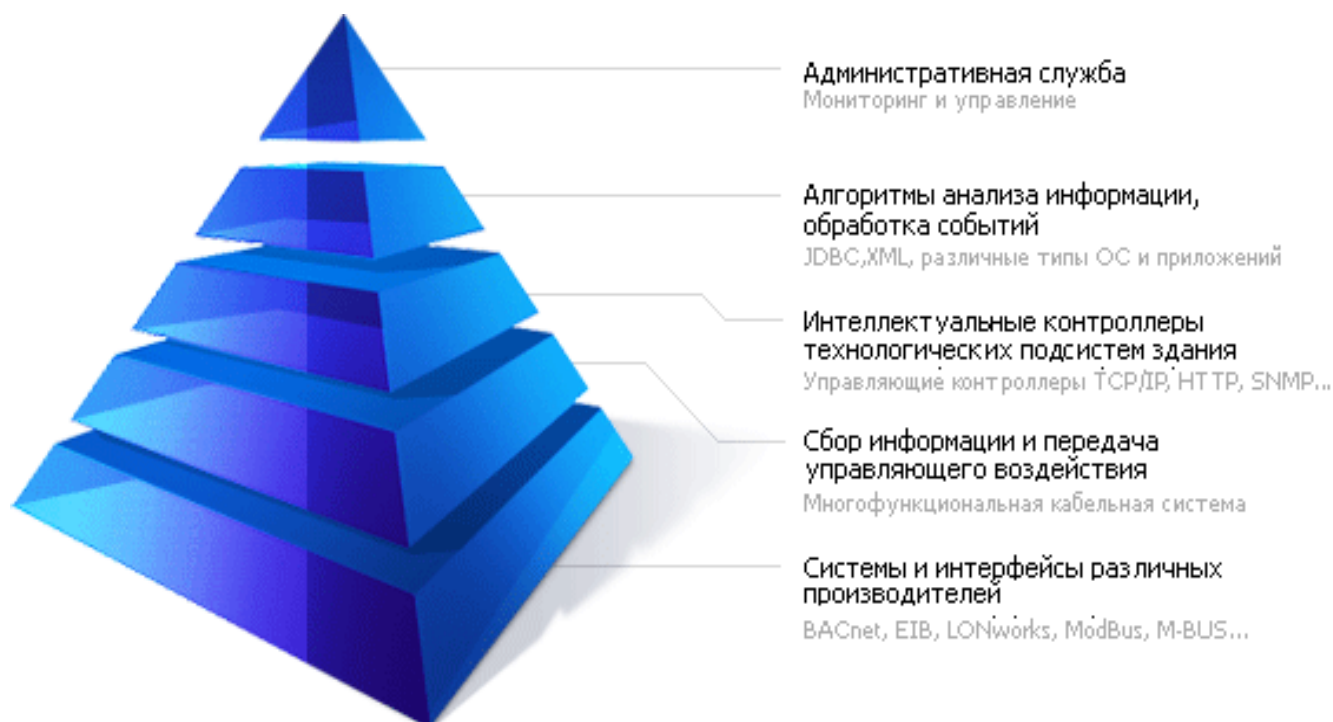 Административная служба
Мониторинг и управление
Алгоритмы анализа информации,
обработка событий
JDBC,XML, различные типы ОС и приложений
Интеллектуальные контроллеры
технологических подсистем здания
Управляющие контроллеры TCP/IP, HTTP, SNMP...
Сбор информации и передача
управляющего воздействия
Многофункциональная кабельная система
Системы и интерфейсы различных
производителей
BACnet, EIB, LONworks, ModBus, M-BUS...